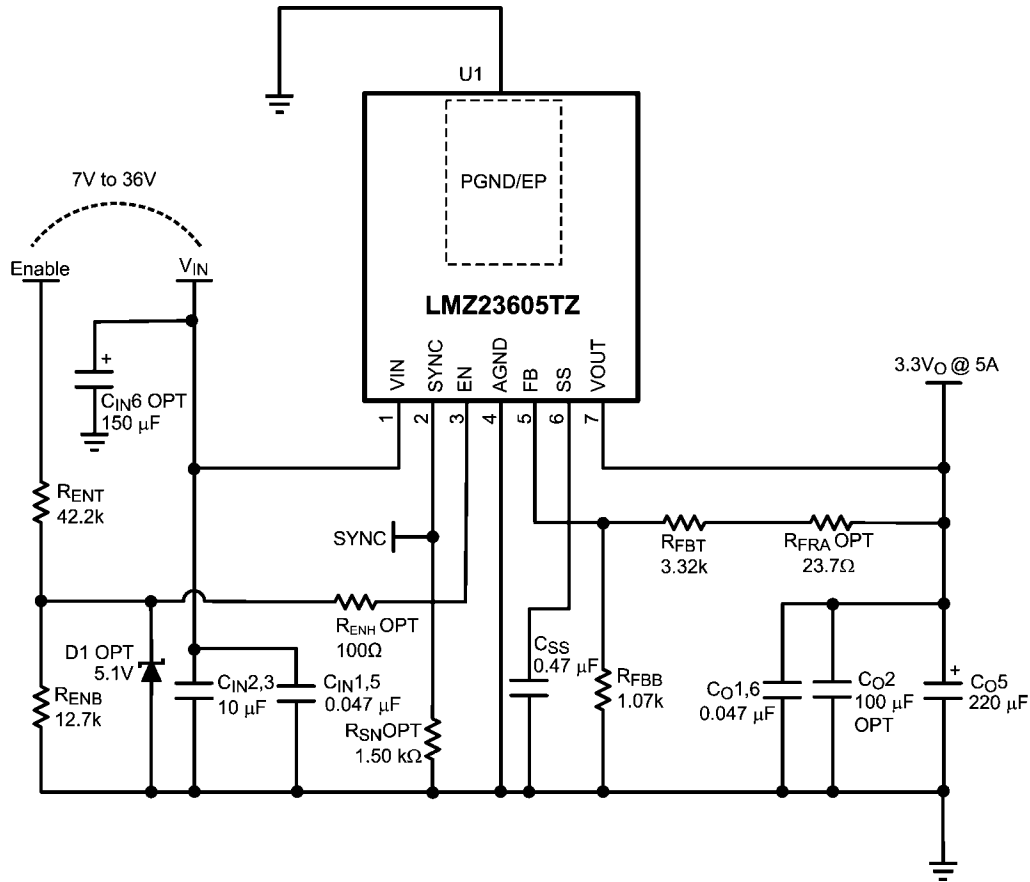 U1
PGND/EP
7V to 36V
Enable
VIN
LMZ23605TZ
VIN
SYNC
EN
AGND
FB
SS
VOUT
1
2
3
4
5
6
7
3.3VO @ 5A
+
CIN6 OPT
150 µF
RENT
42.2k
SYNC
RFBT
3.32k
RFRA OPT
23.7Ω
RENH OPT
100Ω
D1 OPT
5.1V
RENB
12.7k
CIN2,3
10 µF
CIN1,5
0.047 µF
RSN OPT
1.50 kΩ
CSS
0.47 µF
RFBB
1.07k
CO1,6
0.047 µF
CO2
100 µF
OPT
+
CO5
220 µF